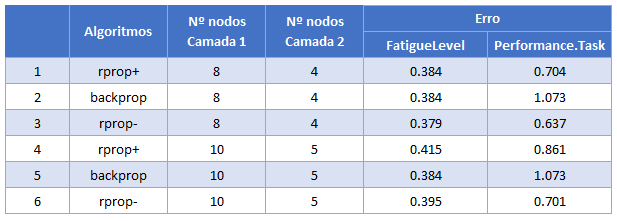 Algoritmos Nº nodos Camada 1 Nº nodos Camada 2 Erro
FatigueLevel Performance.Task
1 rprop+ 8 4 0.384 0.704
2 backprop 8 4 0.384 1.073
3 rprop- 8 4 0.379 0.637
4 rprop+ 10 5 0.415 0.861
5 backprop 10 5 0.384 1.073
6 rprop- 10 5 0.395 0.701